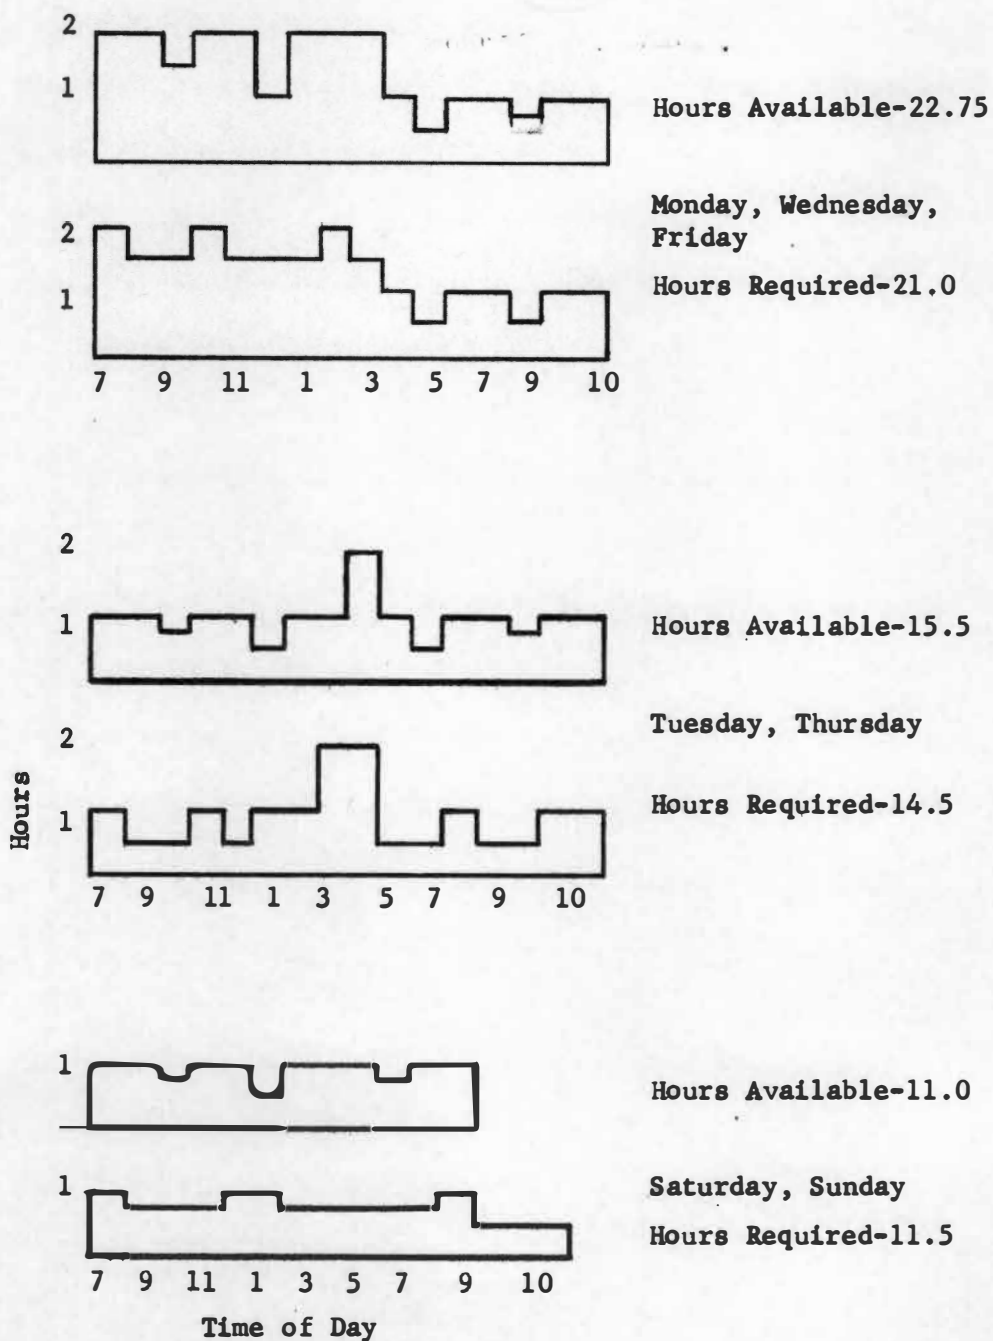 2
1
Hours Available-22.75
Monday, Wednesday,
Friday
2
1
Hours Required-21.0
7 9 11 1 3 5 7 9 10
2
1
Hours Available-15.5
Tuesday, Thursday
2
1
Hours
Hours Required-14.5
7 9 11 1 3 5 7 9 10
1
Hours Available-11.0
1
Saturday, Sunday
Hours Required-11.5
7 9 11 1 3 5 7 9 10
Time of Day